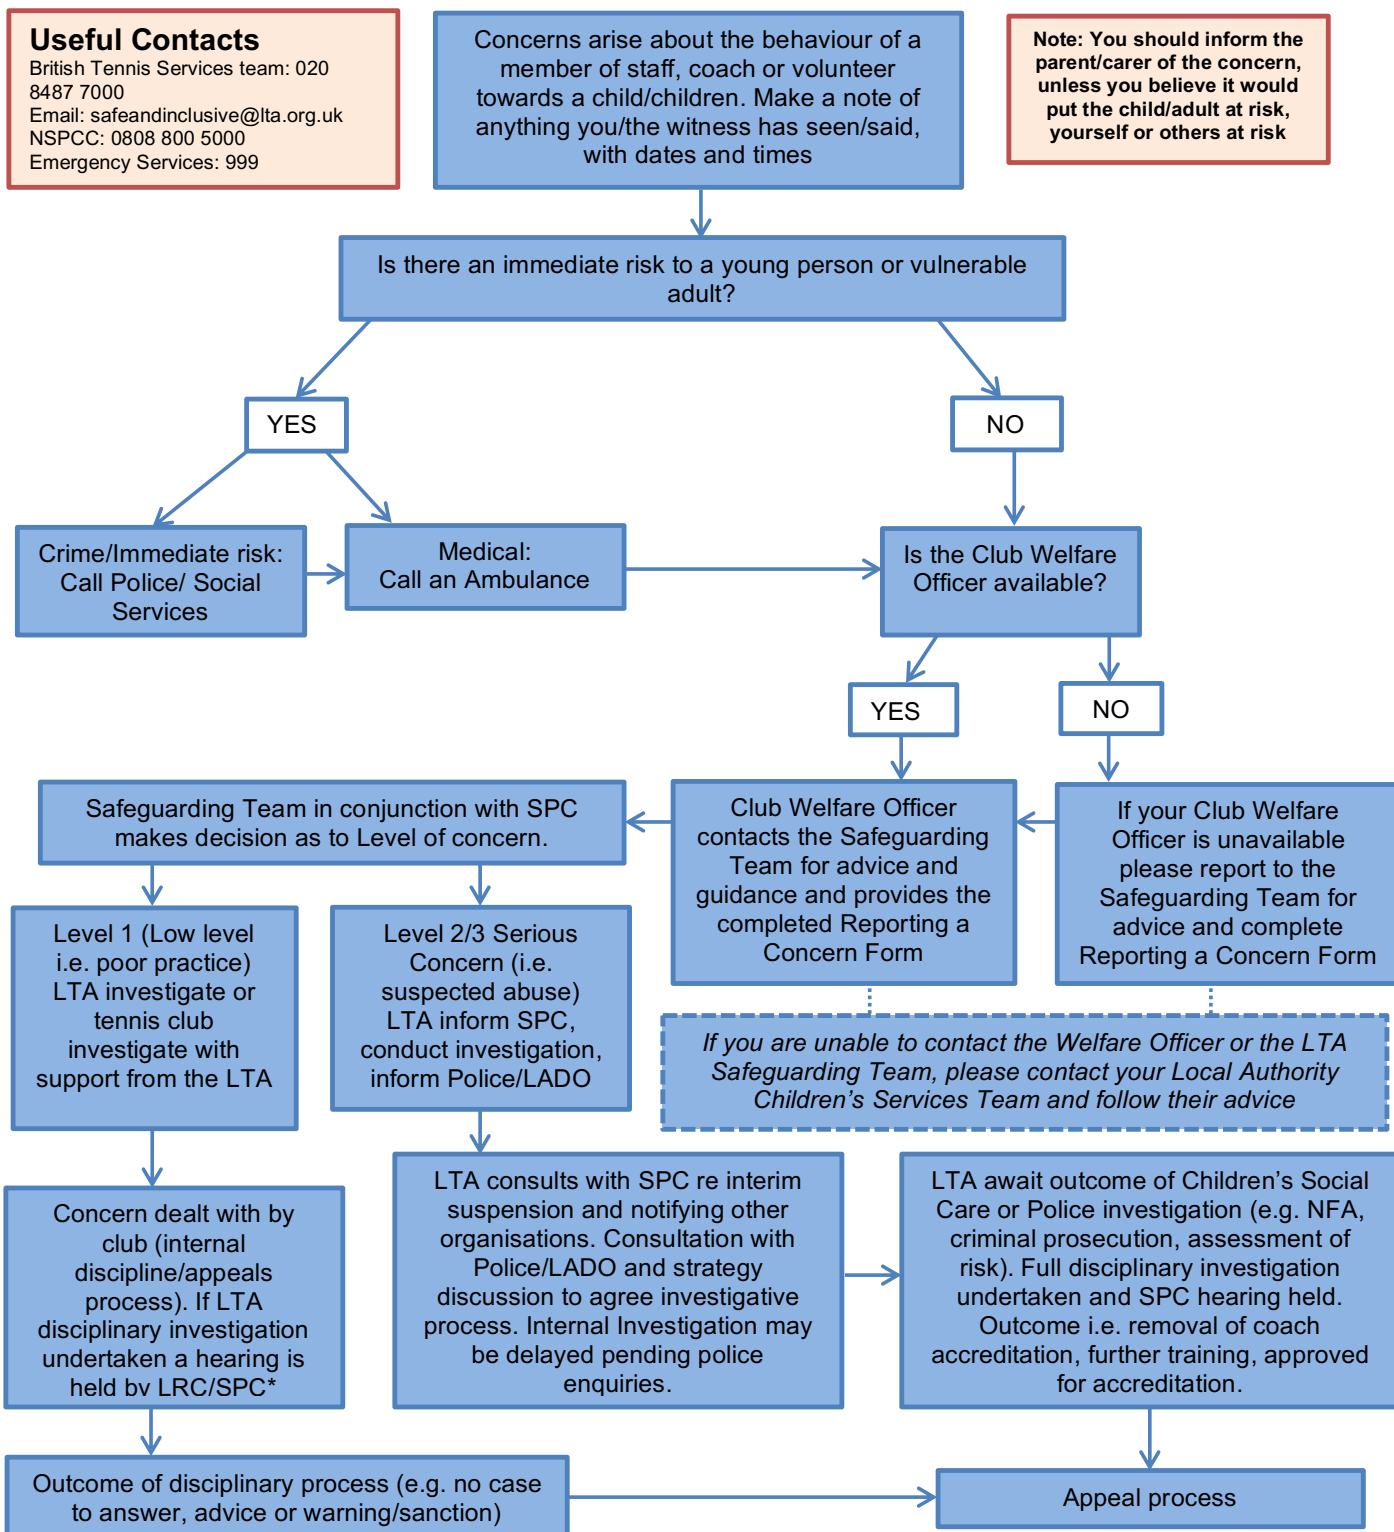 Useful Contacts
British Tennis Services team: 020
8487 7000
Email: safeandinclusive@lta.org.uk
NSPCC: 0808 800 5000
Emergency Services: 999
Concerns arise about the behaviour of a
member of staff, coach or volunteer
towards a child/children. Make a note of
anything you/the witness has seen/said,
with dates and times
Note: You should inform the
parent/carer of the concern,
unless you believe it would
put the child/adult at risk,
yourself or others at risk
Is there an immediate risk to a young person or vulnerable
adult?
YES
NO
Crime/Immediate risk:
Call Police/ Social
Services
Medical:
Call an Ambulance
Is the Club Welfare
Officer available?
YES
NO
Safeguarding Team in conjunction with SPC
makes decision as to Level of concern.
Club Welfare Officer
contacts the Safeguarding
Team for advice and
guidance and provides the
completed Reporting a
Concern Form
If your Club Welfare
Officer is unavailable
please report to the
Safeguarding Team for
advice and complete
Reporting a Concern Form
Level 1 (Low level
i.e. poor practice)
LTA investigate or
tennis club
investigate with
support from the LTA
Level 2/3 Serious
Concern (i.e.
suspected abuse)
LTA inform SPC,
conduct investigation,
inform Police/LADO
If you are unable to contact the Welfare Officer or the LTA
Safeguarding Team, please contact your Local Authority
Children’s Services Team and follow their advice
Concern dealt with by
club (internal
discipline/appeals
process). If LTA
disciplinary investigation
undertaken a hearing is
held by LRC/SPC*
LTA consults with SPC re interim
suspension and notifying other
organisations. Consultation with
Police/LADO and strategy
discussion to agree investigative
process. Internal Investigation may
be delayed pending police
enquiries.
LTA await outcome of Children’s Social
Care or Police investigation (e.g. NFA,
criminal prosecution, assessment of
risk). Full disciplinary investigation
undertaken and SPC hearing held.
Outcome i.e. removal of coach
accreditation, further training, approved
for accreditation.
Outcome of disciplinary process (e.g. no case
to answer, advice or warning/sanction)
Appeal process